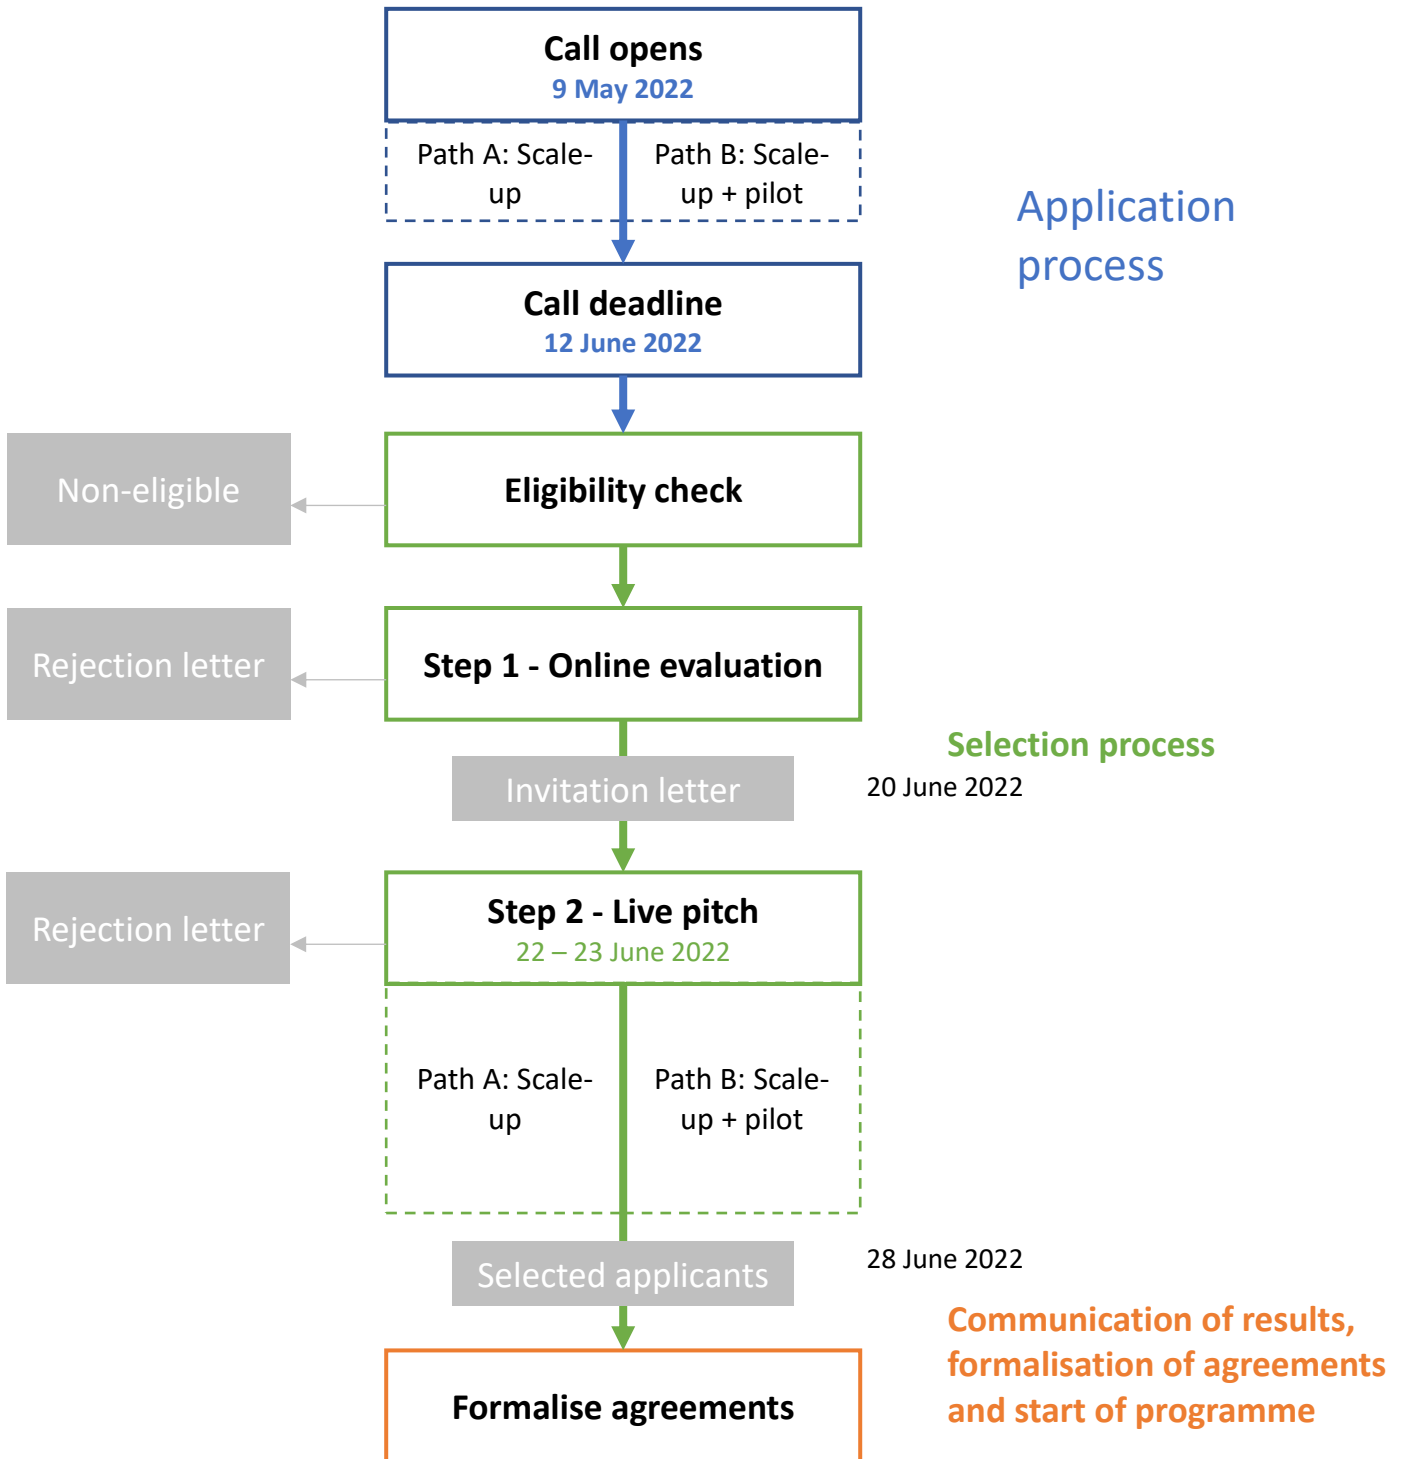 Call opens
9 May 2022
Path A: Scale-
up
Path B: Scale-
up + pilot
Application
process
Call deadline
12 June 2022
Non-eligible
Eligibility check
Rejection letter
Step 1 - Online evaluation
Selection process
Invitation letter
20 June 2022
Rejection letter
Step 2 - Live pitch
22 – 23 June 2022
Path A: Scale-
up
Path B: Scale-
up + pilot
Selected applicants
28 June 2022
Communication of results,
formalisation of agreements
and start of programme
Formalise agreements